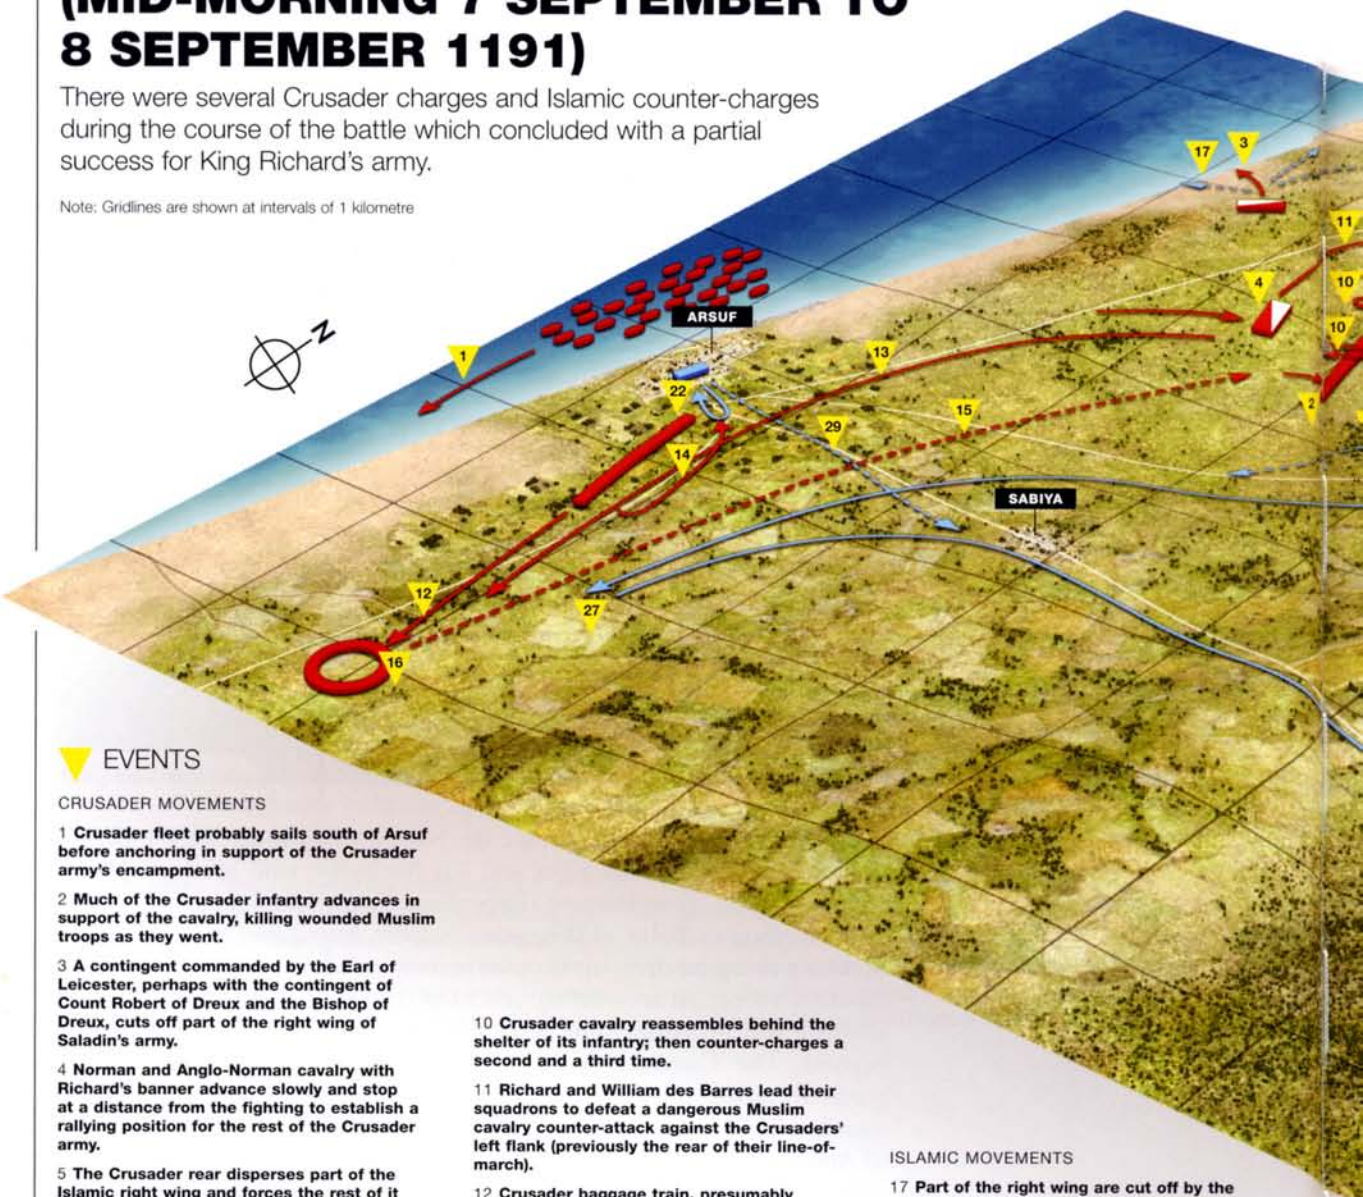 (MID-MORNING 7 SEPTEMBER TO
8 SEPTEMBER 1191)
There were several Crusader charges and Islamic counter-charges
during the course of the battle which concluded with a partial
success for King Richard's army.
Note: Gridlines are shown at intervals of 1 kilometre
N
17
3
11
4
10
10
2
ARSUF
1
13
22
15
29
14
SABIYA
12
27
16
EVENTS
CRUSADER MOVEMENTS
1 Crusader fleet probably sails south of Arsuf
before anchoring in support of the Crusader
army's encampment.
2 Much of the Crusader infantry advances in
support of the cavalry, killing wounded Muslim
troops as they went.
3 A contingent commanded by the Earl of
Leicester, perhaps with the contingent of
Count Robert of Dreux and the Bishop of
Dreux, cuts off part of the right wing of
Saladin's army.
4 Norman and Anglo-Norman cavalry with
Richard's banner advance slowly and stop
at a distance from the fighting to establish a
rallying position for the rest of the Crusader
army.
5 The Crusader rear disperses part of the
Islamic right wing and forces the rest of it
10 Crusader cavalry reassembles behind the
shelter of its infantry; then counter-charges a
second and a third time.
11 Richard and William des Barres lead their
squadrons to defeat a dangerous Muslim
cavalry counter-attack against the Crusaders'
left flank (previously the rear of their line-of-
march).
12 Crusader baggage train, presumably
ISLAMIC MOVEMENTS
17 Part of the right wing are cut off by the